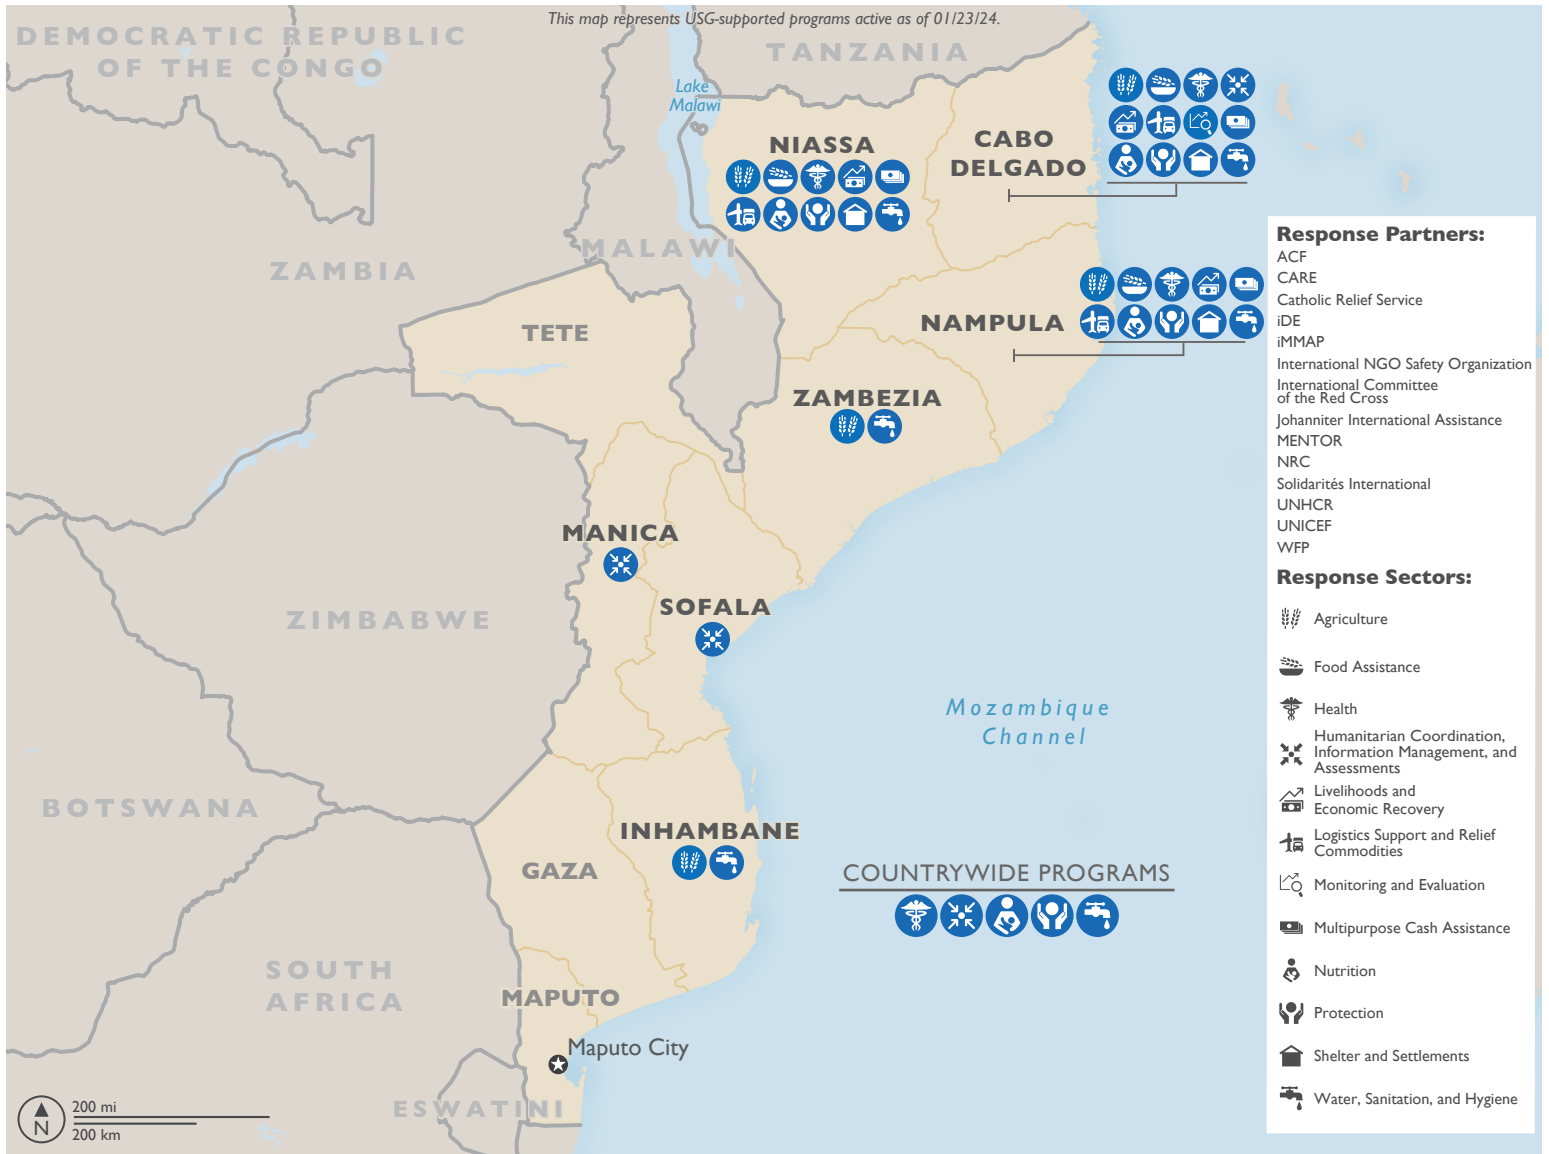 This map represents USG-supported programs active as of 01/23/24.
DEMOCRATIC REPUBLIC
OF THE CONGO
TANZANIA
Lake
Malawi
NIASSA
CABO
DELGADO
MALAWI
ZAMBIA
TETE
NAMPULA
ZAMBEZIA
MANICA
SOFALA
ZIMBABWE
Mozambique
Channel
BOTSWANA
INHAMBANE
GAZA
COUNTRYWIDE PROGRAMS
SOUTH
AFRICA
MAPUTO
Maputo City
ESWATINI
200 mi
200 km
N
Response Partners:
ACF
CARE
Catholic Relief Service
iDE
iMMAP
International NGO Safety Organization
International Committee
of the Red Cross
Johanniter International Assistance
MENTOR
NRC
Solidarités International
UNHCR
UNICEF
WFP
Response Sectors:
Agriculture
Food Assistance
Health
Humanitarian Coordination,
Information Management, and
Assessments
Livelihoods and
Economic Recovery
Logistics Support and Relief
Commodities
Monitoring and Evaluation
Multipurpose Cash Assistance
Nutrition
Protection
Shelter and Settlements
Water, Sanitation, and Hygiene